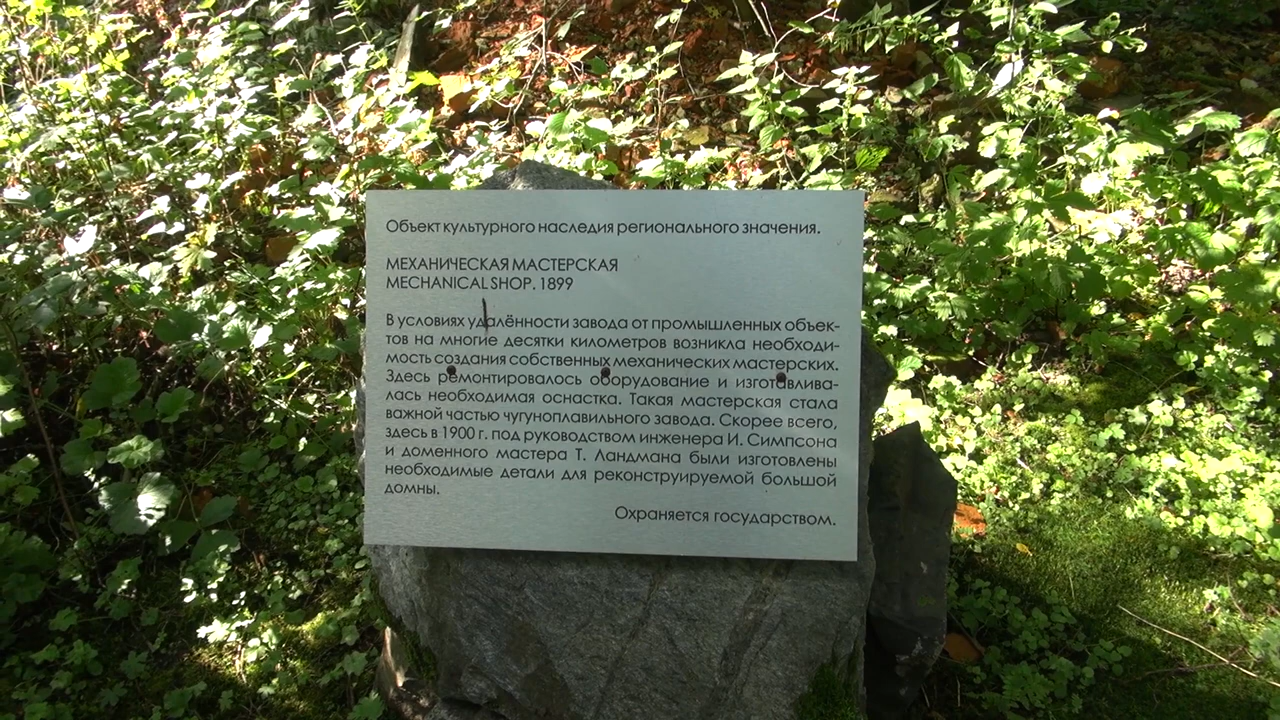 Объект культурного наследия регионального значения.
МЕХАНИЧЕСКАЯ МАСТЕРСКАЯ
MECHANICAL SHOP. 1899
В условиях удалённости завода от промышленных объек-
тов на многие десятки километров возникла необходи-
мость создания собственных механических мастерских.
Здесь ремонтировалось оборудование и изготавлива-
лась необходимая оснастка. Такая мастерская стала
важной частью чугуноплавильного завода. Скорее всего,
здесь в 1900 г. под руководством инженера И. Симпсона
и доменного мастера Т. Ландмана были изготовлены
необходимые детали для реконструируемой большой
домны.
Охраняется государством.